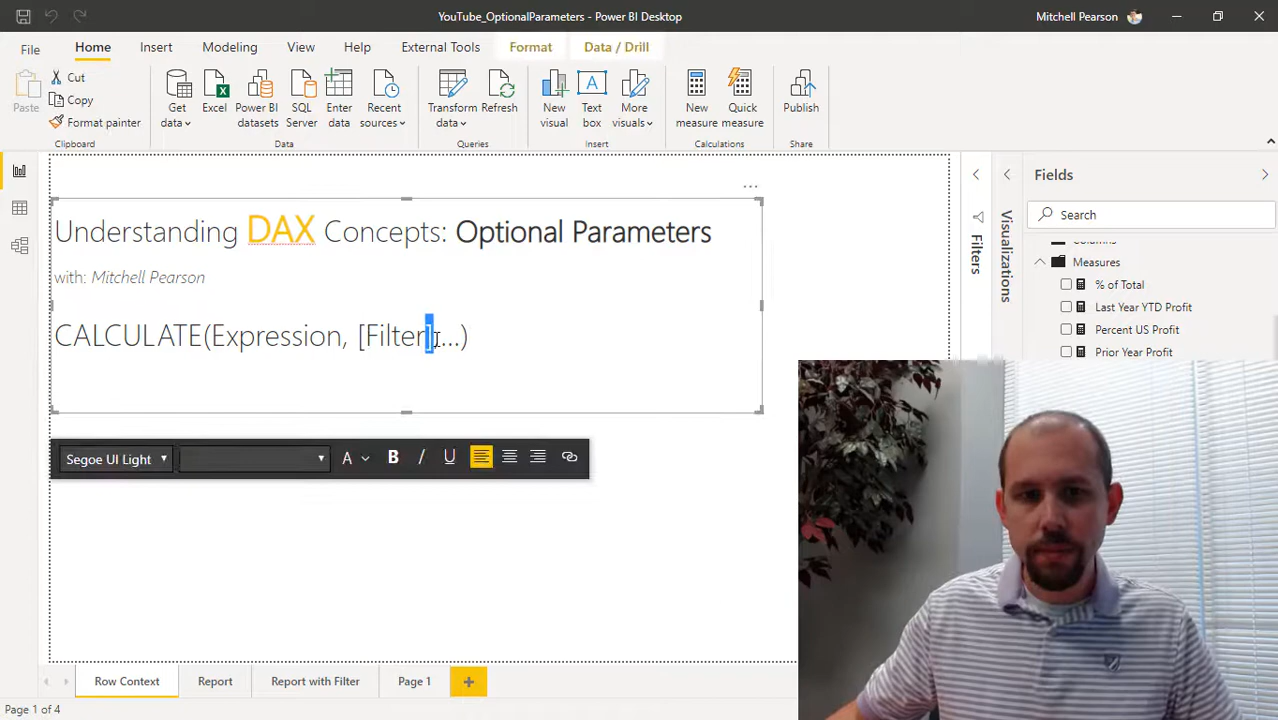 YouTube_OptionalParameters - Power BI Desktop
Mitchell Pearson
File
Home
Insert
Modeling
View
Help
External Tools
Format
Data / Drill
Paste
Cut
Copy
Format painter
Clipboard
Get data
Excel
Power BI datasets
SQL Server
Enter data
Recent sources
Data
Transform data
Refresh
Queries
New visual
Text box
More visuals
Insert
New measure
Quick measure
Calculations
Publish
Share
Understanding DAX Concepts: Optional Parameters
with: Mitchell Pearson
CALCULATE(Expression, [Filter]...)
Segoe UI Light
A
B
I
U
Filters
Visualizations
Fields
Search
Columns
Measures
% of Total
Last Year YTD Profit
Percent US Profit
Prior Year Profit
Row Context
Report
Report with Filter
Page 1
Page 1 of 4